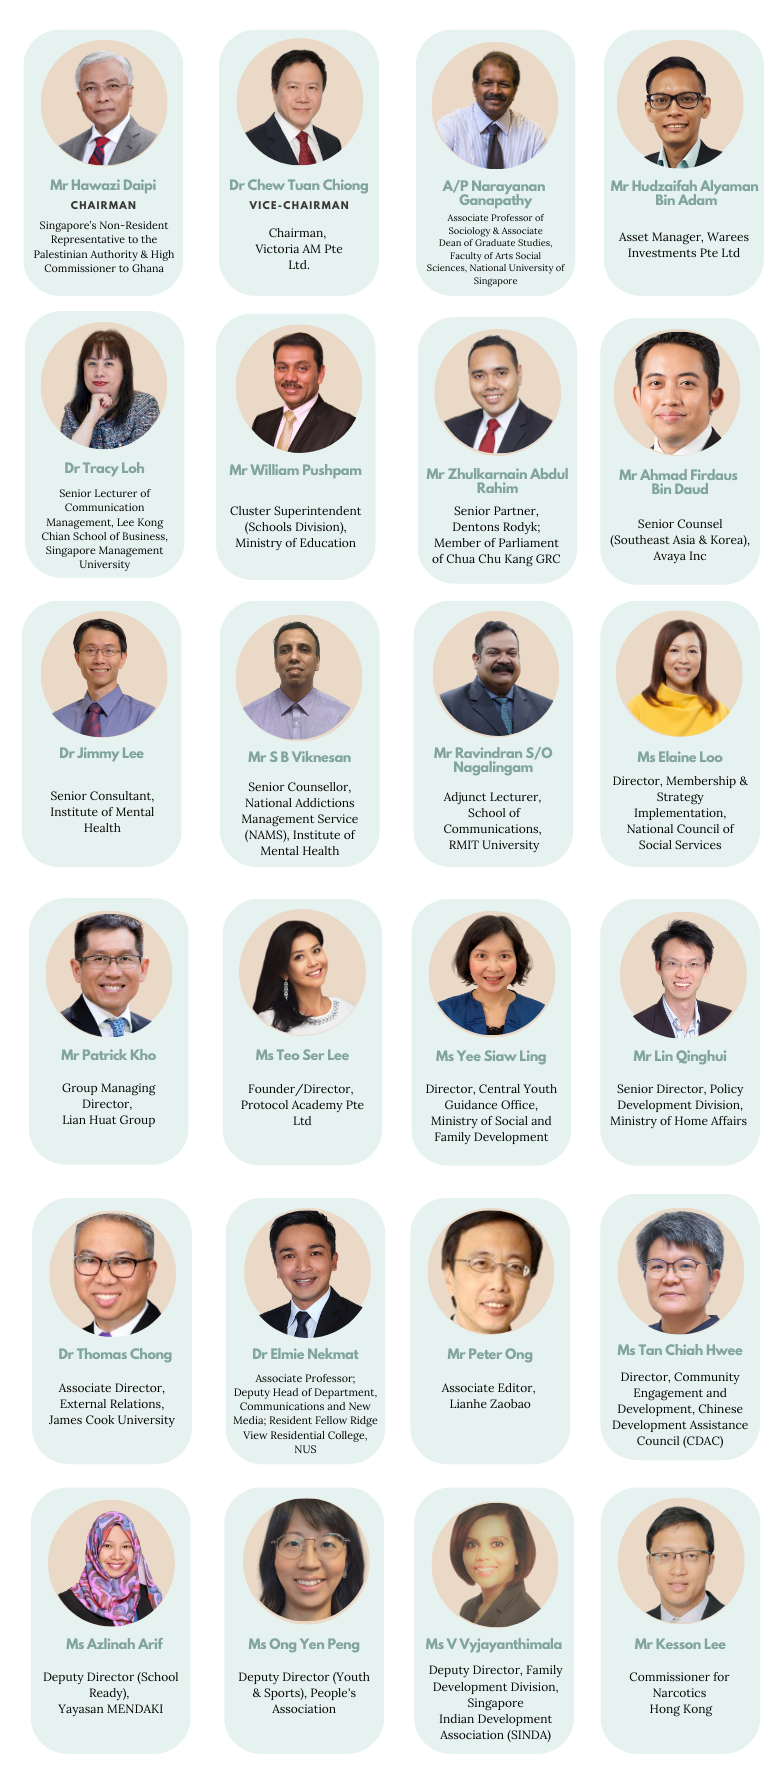 Mr Hawazi Daipi
CHAIRMAN
Singapore's Non-Resident
Representative to the
Palestinian Authority & High
Commissioner to Ghana
Dr Chew Tuan Chiong
VICE-CHAIRMAN
Chairman,
Victoria AM Pte
Ltd.
A/P Narayanan
Ganapathy
Associate Professor of
Sociology & Associate
Dean of Graduate Studies,
Faculty of Arts Social
Sciences, National University of
Singapore
Mr Hudzaifah Alyaman
Bin Adam
Asset Manager, Warees
Investments Pte Ltd
Dr Tracy Loh
Senior Lecturer of
Communication
Management, Lee Kong
Chian School of Business,
Singapore Management
University
Mr William Pushpam
Cluster Superintendent
(Schools Division),
Ministry of Education
Mr Zhulkarnain Abdul
Rahim
Senior Partner,
Dentons Rodyk;
Member of Parliament
of Chua Chu Kang GRC
Mr Ahmad Firdaus
Bin Daud
Senior Counsel
(Southeast Asia & Korea),
Avaya Inc
Dr Jimmy Lee
Senior Consultant,
Institute of Mental
Health
Mr S B Viknesan
Senior Counsellor,
National Addictions
Management Service
(NAMS), Institute of
Mental Health
Mr Ravindran S/O
Nagalingam
Adjunct Lecturer,
School of
Communications,
RMIT University
Ms Elaine Loo
Director, Membership &
Strategy
Implementation,
National Council of
Social Services
Mr Patrick Kho
Group Managing
Director,
Lian Huat Group
Ms Teo Ser Lee
Founder/Director,
Protocol Academy Pte
Ltd
Ms Yee Siaw Ling
Director, Central Youth
Guidance Office,
Ministry of Social and
Family Development
Mr Lin Qinghui
Senior Director, Policy
Development Division,
Ministry of Home Affairs
Dr Thomas Chong
Associate Director,
External Relations,
James Cook University
Dr Elmie Nekmat
Associate Professor;
Deputy Head of Department,
Communications and New
Media; Resident Fellow Ridge
View Residential College,
NUS
Mr Peter Ong
Associate Editor,
Lianhe Zaobao
Ms Tan Chiah Hwee
Director, Community
Engagement and
Development, Chinese
Development Assistance
Council (CDAC)
Ms Azlinah Arif
Deputy Director (School
Ready),
Yayasan MENDAKI
Ms Ong Yen Peng
Deputy Director (Youth
& Sports), People's
Association
Ms V Vyjayanthimala
Deputy Director, Family
Development Division,
Singapore
Indian Development
Association (SINDA)
Mr Kesson Lee
Commissioner for
Narcotics
Hong Kong